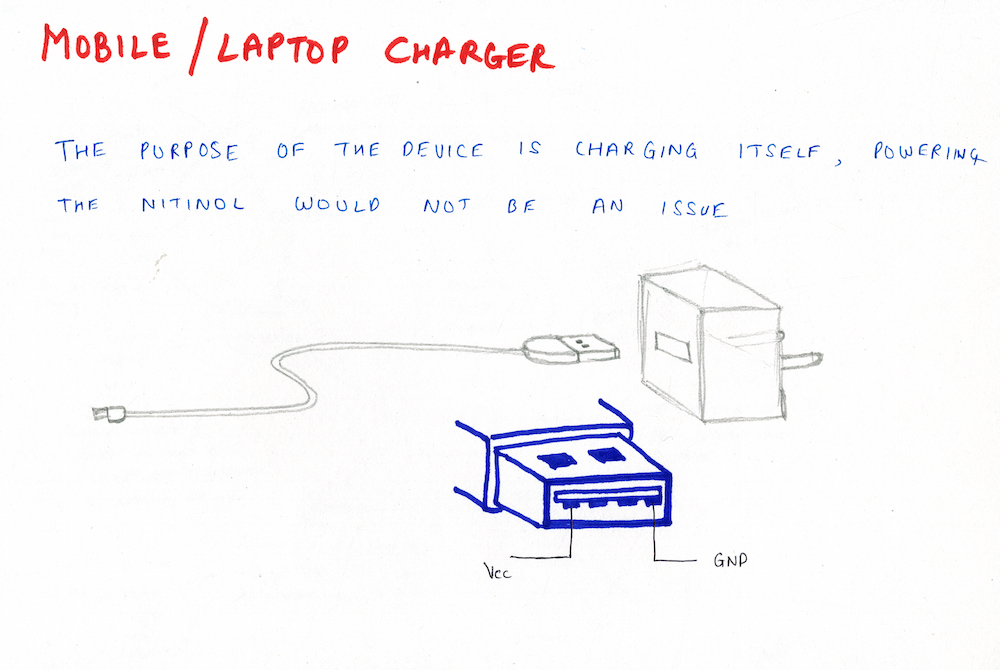 MOBILE / LAPTOP CHARGER
THE PURPOSE OF THE DEVICE IS CHARGING ITSELF, POWERING
THE NITINOL WOULD NOT BE AN ISSUE
Vcc
GND